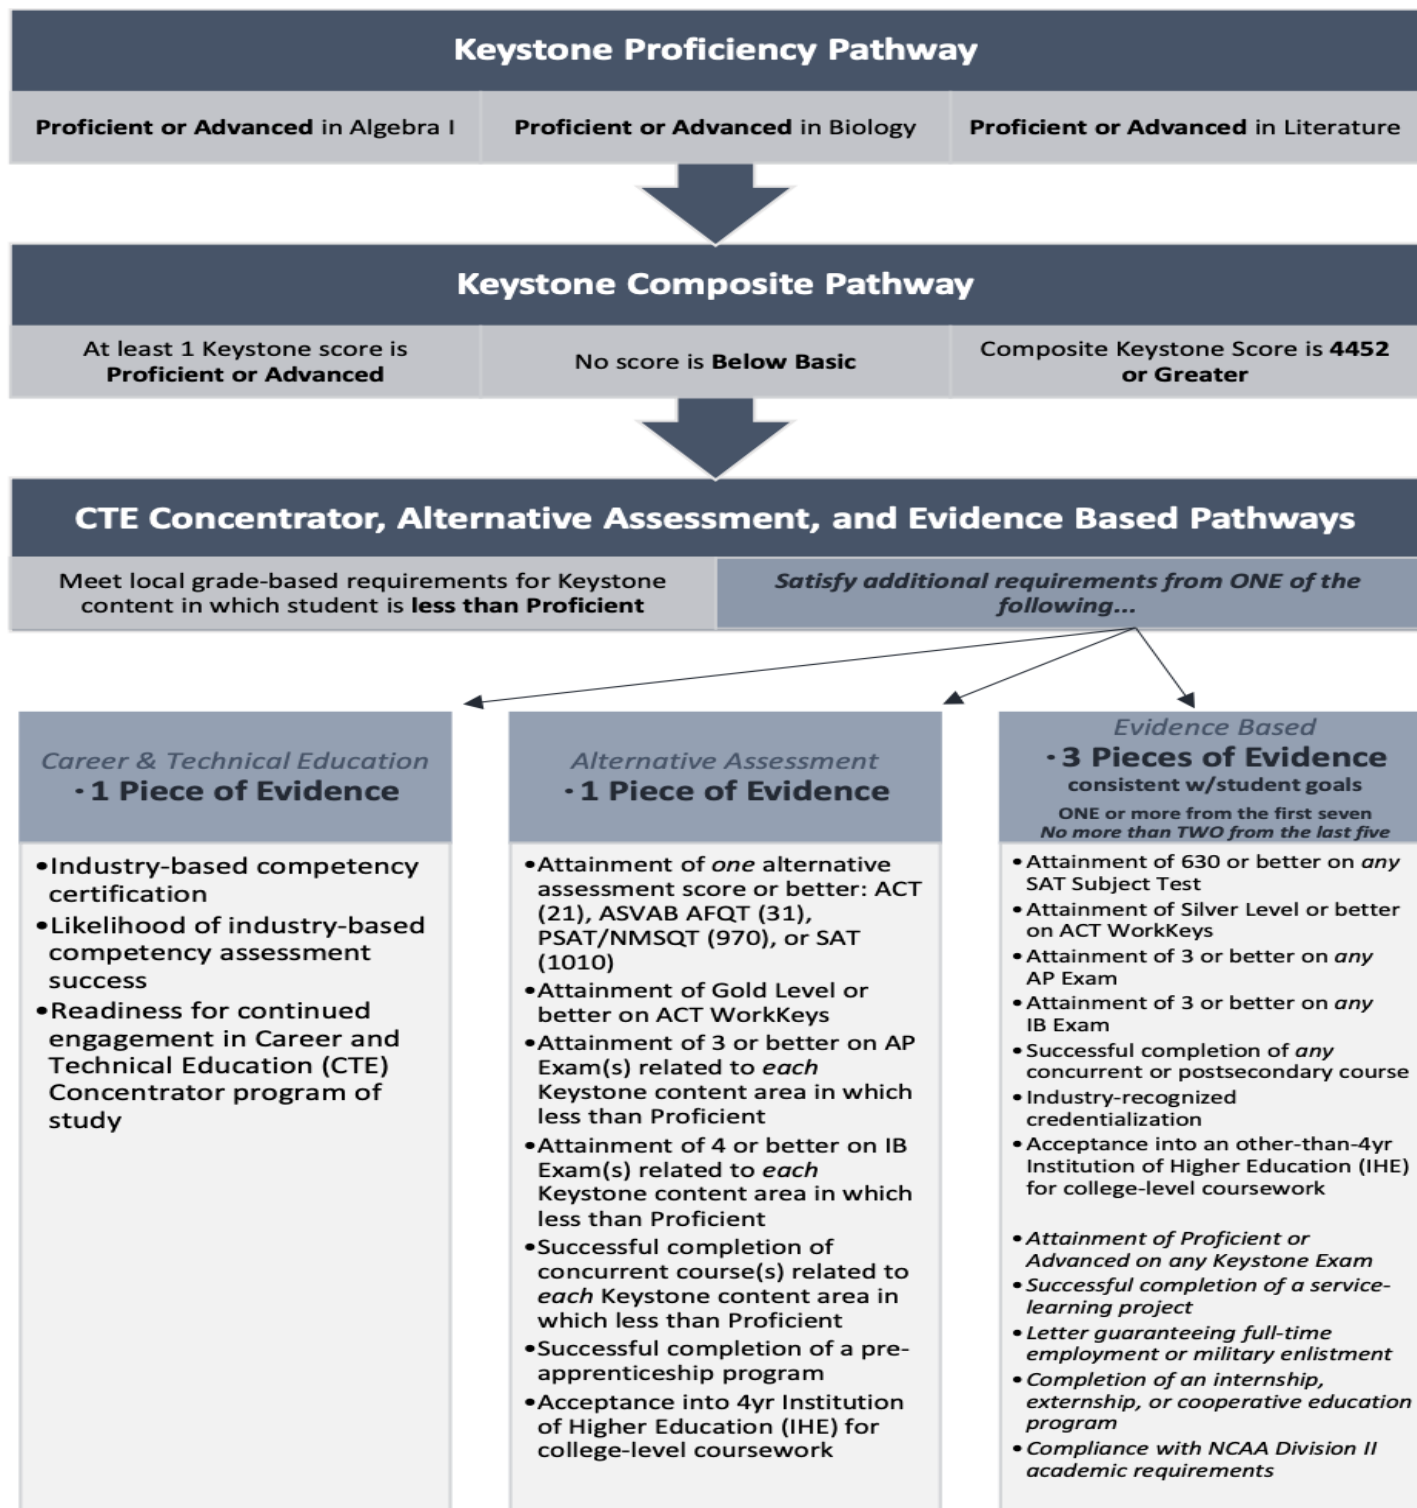 Keystone Proficiency Pathway
Proficient or Advanced in Algebra I
Proficient or Advanced in Biology
Proficient or Advanced in Literature
Keystone Composite Pathway
At least 1 Keystone score is
Proficient or Advanced
No score is Below Basic
Composite Keystone Score is 4452
or Greater
CTE Concentrator, Alternative Assessment, and Evidence Based Pathways
Meet local grade-based requirements for Keystone
content in which student is less than Proficient
Satisfy additional requirements from ONE of the
following...
Career & Technical Education
· 1 Piece of Evidence
•Industry-based competency
certification
•Likelihood of industry-based
competency assessment
success
•Readiness for continued
engagement in Career and
Technical Education (CTE)
Concentrator program of
study
Alternative Assessment
· 1 Piece of Evidence
•Attainment of one alternative
assessment score or better: ACT
(21), ASVAB AFQT (31),
PSAT/NMSQT (970), or SAT
(1010)
•Attainment of Gold Level or
better on ACT WorkKeys
•Attainment of 3 or better on AP
Exam(s) related to each
Keystone content area in which
less than Proficient
•Attainment of 4 or better on IB
Exam(s) related to each
Keystone content area in which
less than Proficient
•Successful completion of
concurrent course(s) related to
each Keystone content area in
which less than Proficient
•Successful completion of a pre-
apprenticeship program
•Acceptance into 4yr Institution
of Higher Education (IHE) for
college-level coursework
Evidence Based
· 3 Pieces of Evidence
consistent w/student goals
ONE or more from the first seven
No more than TWO from the last five
•Attainment of 630 or better on any
SAT Subject Test
•Attainment of Silver Level or better
on ACT WorkKeys
•Attainment of 3 or better on any
AP Exam
•Attainment of 3 or better on any
IB Exam
•Successful completion of any
concurrent or postsecondary course
•Industry-recognized
credentialization
•Acceptance into an other-than-4yr
Institution of Higher Education (IHE)
for college-level coursework
•Attainment of Proficient or
Advanced on any Keystone Exam
•Successful completion of a service-
learning project
•Letter guaranteeing full-time
employment or military enlistment
•Completion of an internship,
externship, or cooperative education
program
•Compliance with NCAA Division II
academic requirements